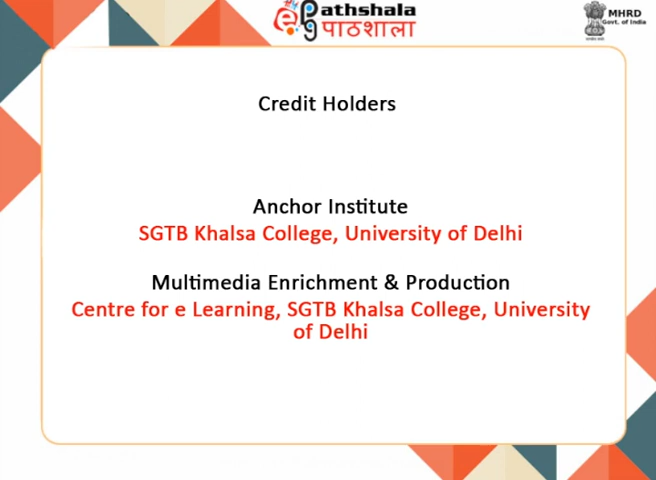 ePathshala
पाठशाला
MHRD
Govt. of India
Credit Holders
Anchor Institute
SGTB Khalsa College, University of Delhi
Multimedia Enrichment & Production
Centre for e Learning, SGTB Khalsa College, University
of Delhi